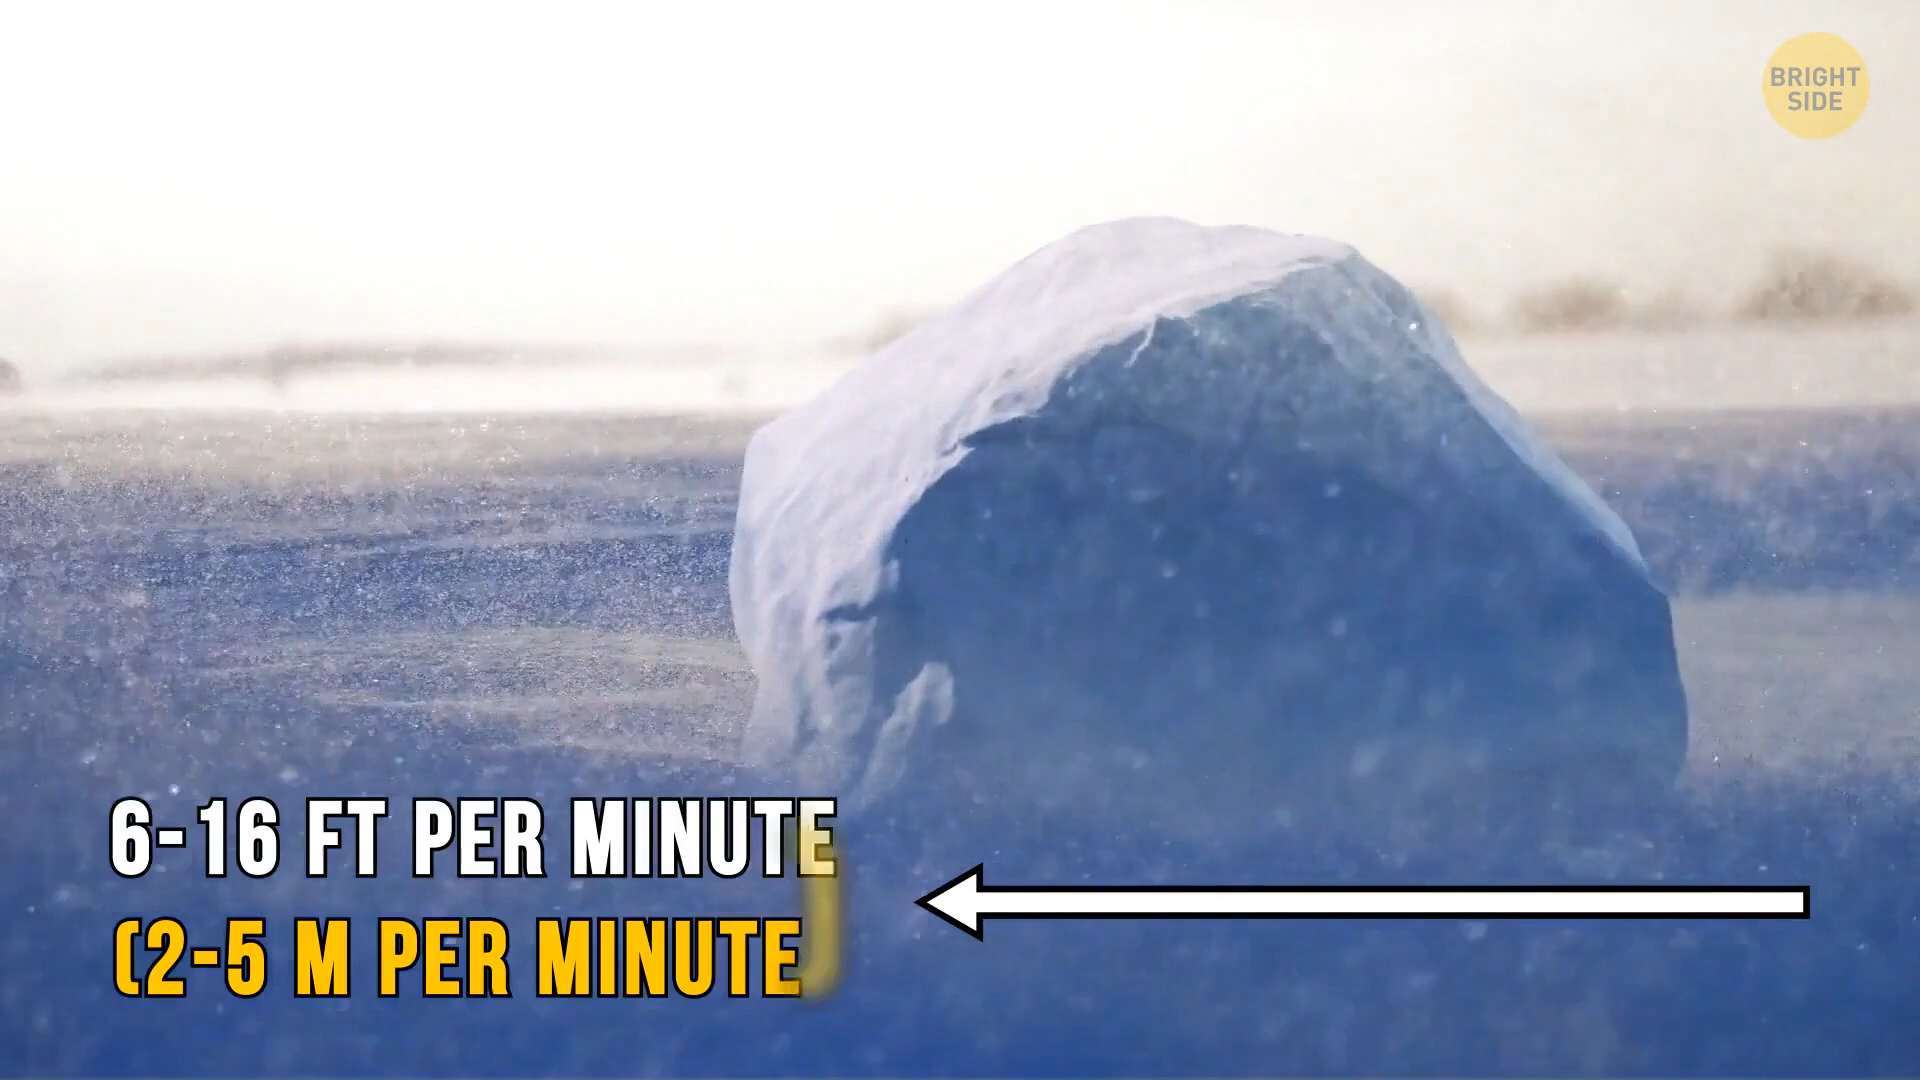 BRIGHT
SIDE
6-16 FT PER MINUTE
(2-5 M PER MINUTE